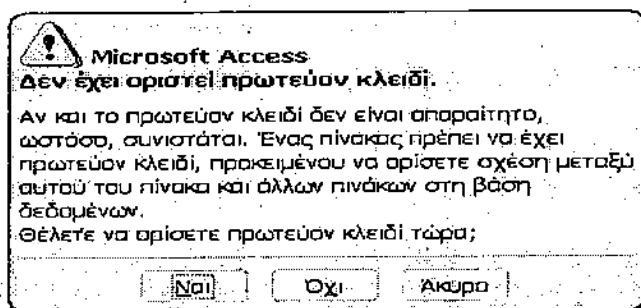 Microsoft Access
Δεν έχει οριστεί πρωτεύον κλειδί.
Αν και το πρωτεύον κλειδί δεν είναι απαραίτητο,
ωστόσο, συνιστάται. Ένας πίνακας πρέπει να έχει
πρωτεύον κλειδί, προκειμένου να ορίσετε σχέση μεταξύ
αυτού του πίνακα και άλλων πινάκων στη βάση
δεδομένων.
Θέλετε να ορίσετε πρωτεύον κλειδί τώρα;
Ναι Όχι Άκυρο